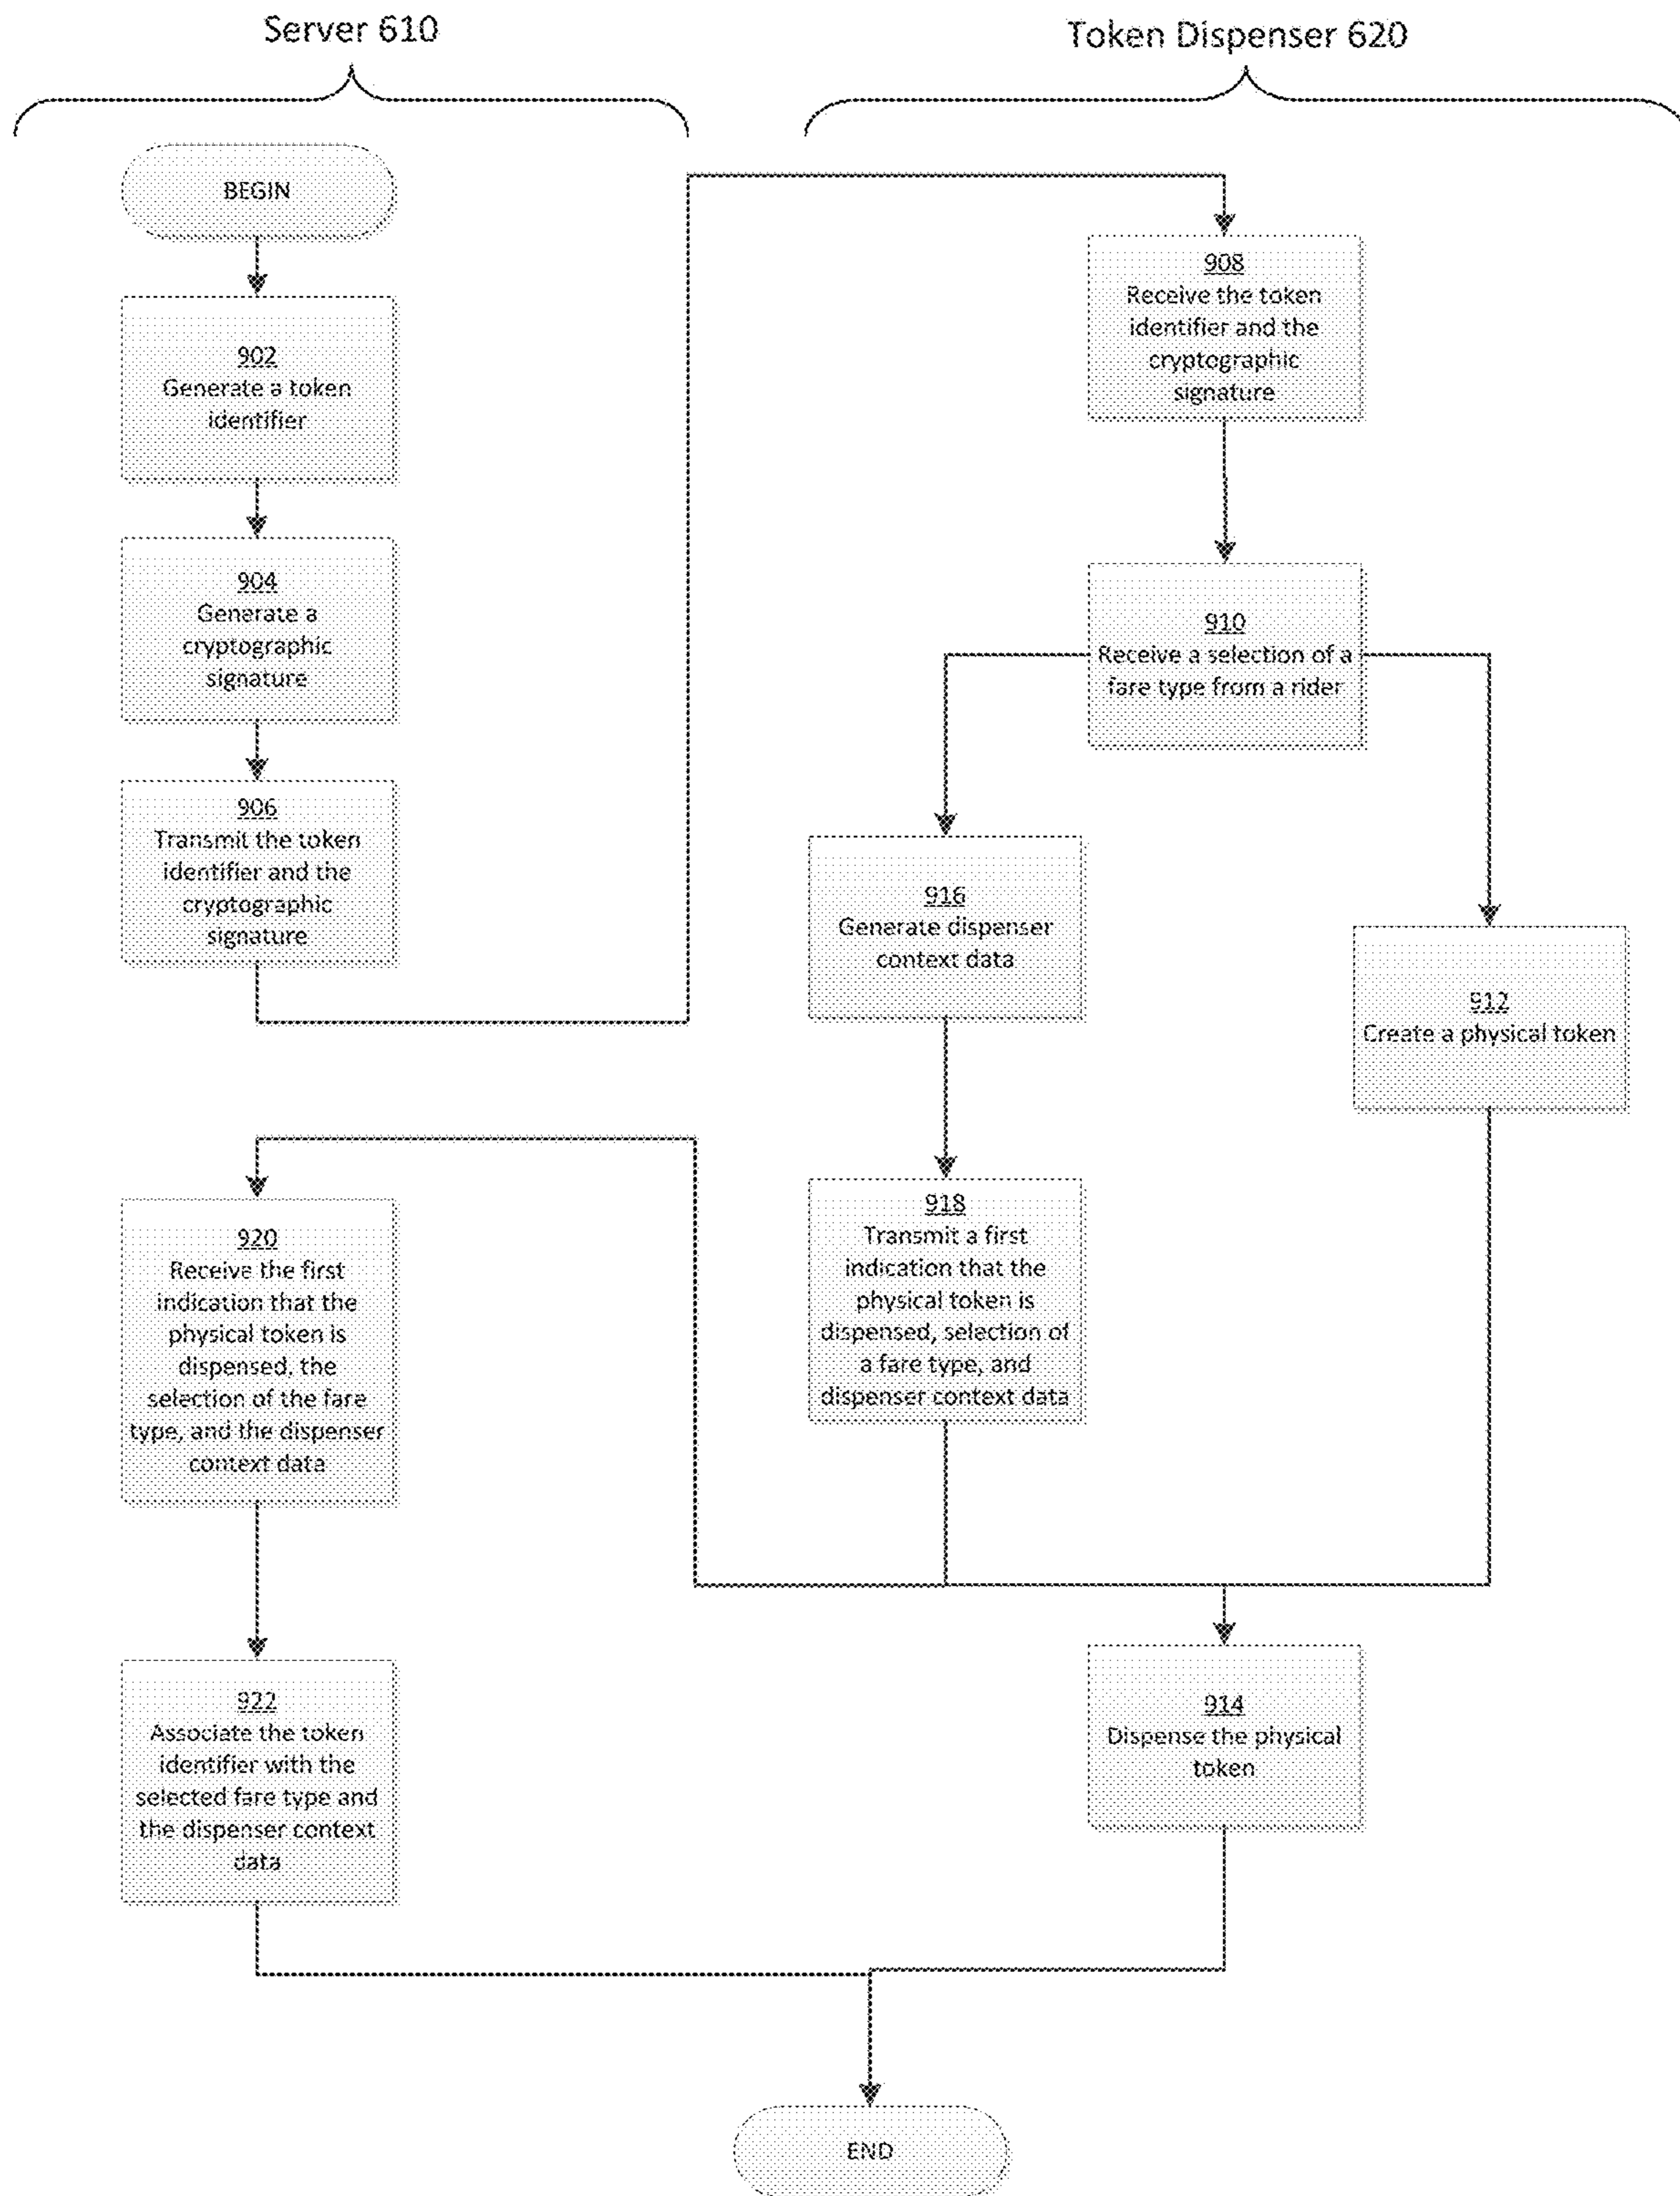 Server 610
Token Dispenser 620
BEGIN
902
Generate a token
identifier
904
Generate a
cryptographic
signature
906
Transmit the token
identifier and the
cryptographic
signature
908
Receive the token
identifier and the
cryptographic
signature
910
Receive a selection of a
fare type from a rider
916
Generate dispenser
context data
912
Create a physical token
918
Transmit a first
indication that the
physical token is
dispensed, selection of
a fare type, and
dispenser context data
920
Receive the first
indication that the
physical token is
dispensed, the
selection of the fare
type, and the dispenser
context data
922
Associate the token
identifier with the
selected fare type and
the dispenser context
data
914
Dispense the physical
token
END